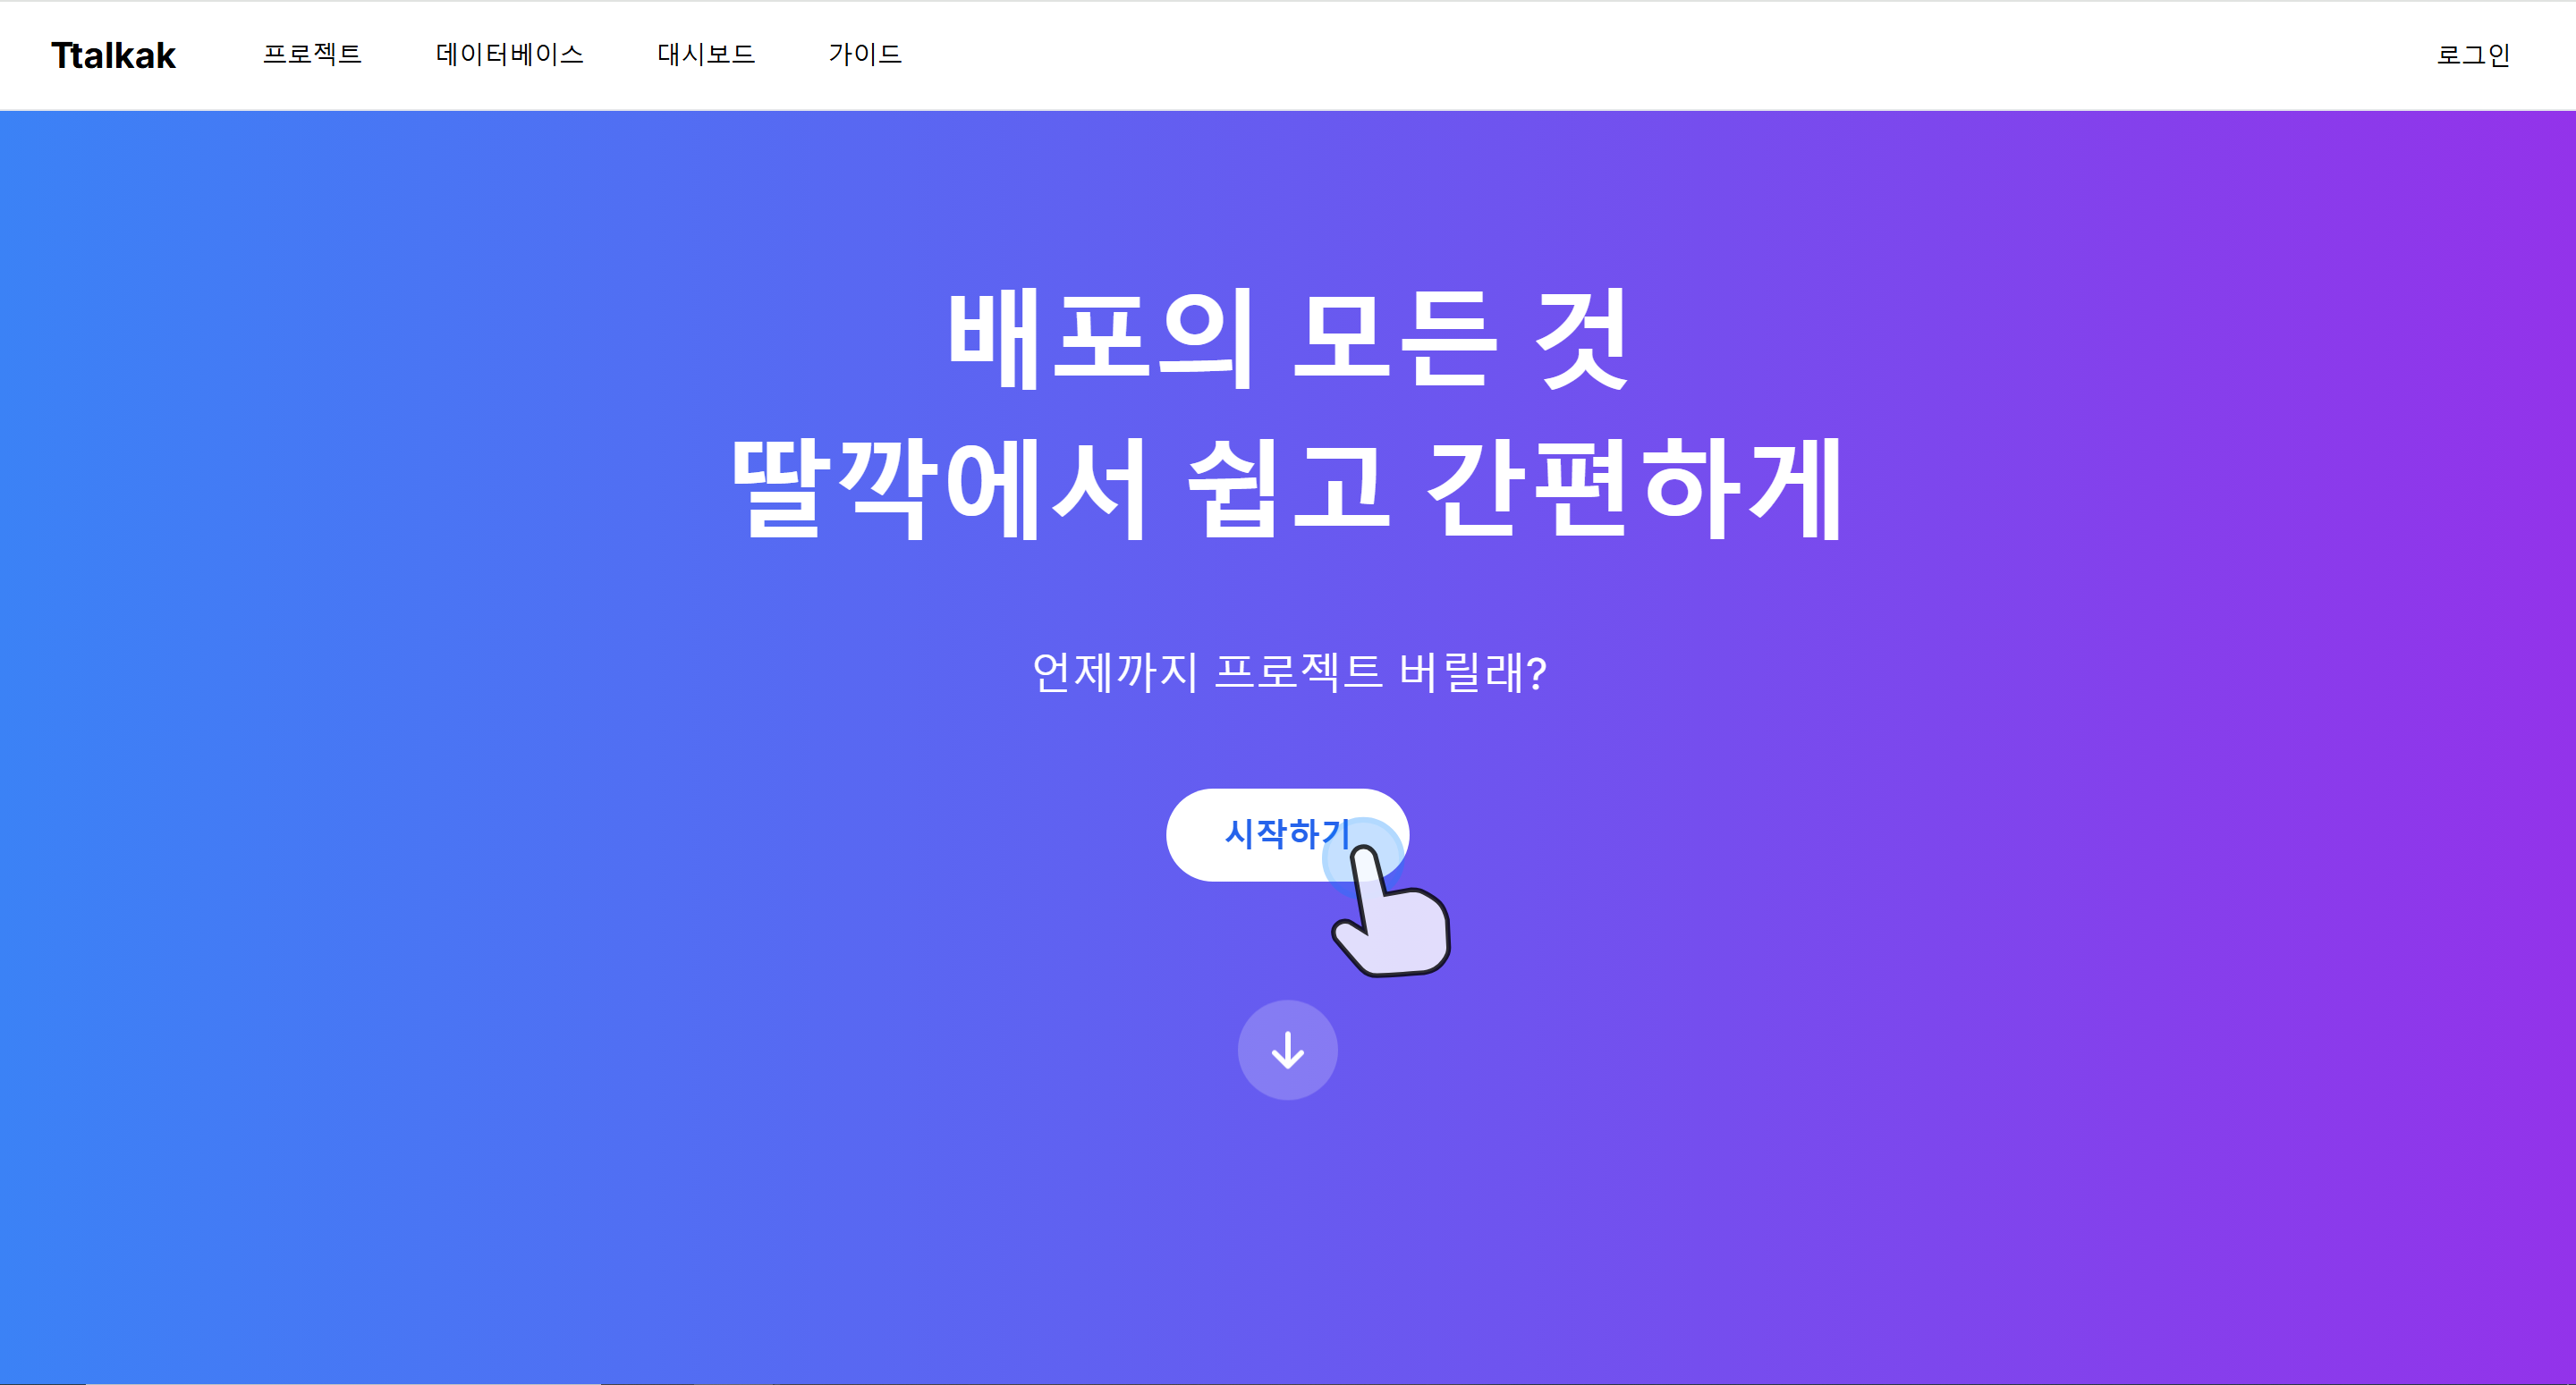 Ttalkak
프로젝트
데이터베이스
대시보드
가이드
로그인
배포의 모든 것
딸깍에서 쉽고 간편하게
언제까지 프로젝트 버릴래?
시작하기